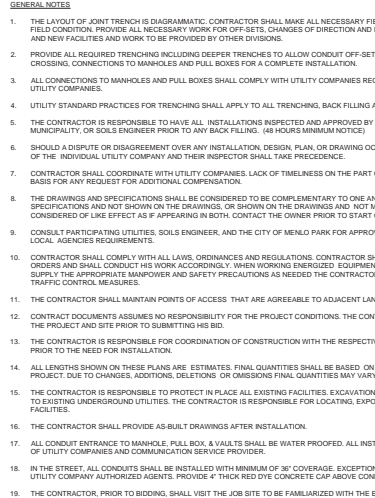 GENERAL NOTES
1. THE LAYOUT OF JOINT TRENCH IS DIAGRAMMATIC. CONTRACTOR SHALL MAKE ALL NECESSARY
FIELD CONDITION. PROVIDE ALL NECESSARY WORK FOR OFF-SETS, CHANGES OF DIRECTION AND
AND NEW FACILITIES AND WORK TO BE PROVIDED BY OTHER DIVISIONS.
2. PROVIDE ALL REQUIRED TRENCHING INCLUDING DEEPER TRENCHES TO ALLOW CONDUIT OFF-SET
CROSSING, CONNECTIONS TO MANHOLES AND PULL BOXES FOR A COMPLETE INSTALLATION.
3. ALL CONNECTIONS TO MANHOLES AND PULL BOXES SHALL COMPLY WITH UTILITY COMPANIES
UTILITY COMPANIES.
4. UTILITY STANDARD PRACTICES FOR TRENCHING SHALL APPLY TO ALL TRENCHING, BACK FILLING
5. THE CONTRACTOR IS RESPONSIBLE TO HAVE ALL INSTALLATIONS INSPECTED AND APPROVED BY
MUNICIPALITY, OR SOILS ENGINEER PRIOR TO ANY BACK FILLING. (48 HOURS MINIMUM NOTICE)
6. SHOULD A DISPUTE OR DISAGREEMENT OVER ANY INSTALLATION, DESIGN, PLAN, OR DRAWING
OF THE INDIVIDUAL UTILITY COMPANY AND THEIR INSPECTOR SHALL TAKE PRECEDENCE.
7. CONTRACTOR SHALL COORDINATE WITH UTILITY COMPANIES. LACK OF TIMELINESS ON THE PART
BASIS FOR ANY REQUEST FOR ADDITIONAL COMPENSATION.
8. THE DRAWINGS AND SPECIFICATIONS SHALL BE CONSIDERED TO BE COMPLEMENTARY TO ONE
SPECIFICATIONS AND NOT SHOWN ON THE DRAWINGS, OR SHOWN ON THE DRAWINGS AND NOT
CONSIDERED OF LIKE EFFECT AS IF APPEARING IN BOTH. CONTACT THE OWNER PRIOR TO START
9. CONSULT PARTICIPATING UTILITIES, SOILS ENGINEER, AND THE CITY OF MENLO PARK FOR
LOCAL AGENCIES REQUIREMENTS.
10. CONTRACTOR SHALL COMPLY WITH ALL LAWS, ORDINANCES AND REGULATIONS. CONTRACTOR
ORDERS AND SHALL CONDUCT HIS WORK ACCORDINGLY. WHEN WORKING ENERGIZED
SUPPLY THE APPROPRIATE MANPOWER AND SAFETY PRECAUTIONS AS NEEDED THE
TRAFFIC CONTROL MEASURES.
11. THE CONTRACTOR SHALL MAINTAIN POINTS OF ACCESS THAT ARE AGREEABLE TO ADJACENT
12. CONTRACT DOCUMENTS ASSUMES NO RESPONSIBILITY FOR THE PROJECT CONDITIONS. THE
THE PROJECT AND SITE PRIOR TO SUBMITTING HIS BID.
13. THE CONTRACTOR IS RESPONSIBLE FOR COORDINATION OF CONSTRUCTION WITH THE
PRIOR TO THE NEED FOR INSTALLATION.
14. ALL LENGTHS SHOWN ON THESE PLANS ARE ESTIMATES. FINAL QUANTITIES SHALL BE BASED ON
PROJECT. DUE TO CHANGES, ADDITIONS, DELETIONS OR OMISSIONS FINAL QUANTITIES MAY VARY
15. THE CONTRACTOR IS RESPONSIBLE TO PROTECT IN PLACE ALL EXISTING FACILITIES.
TO EXISTING UNDERGROUND UTILITIES. THE CONTRACTOR IS RESPONSIBLE FOR LOCATING,
FACILITIES.
16. THE CONTRACTOR SHALL PROVIDE AS-BUILT DRAWINGS AFTER INSTALLATION.
17. ALL CONDUIT ENTRANCE TO MANHOLE, PULL BOX, & VAULTS SHALL BE WATER PROOFED. ALL
OF UTILITY COMPANIES AND COMMUNICATION SERVICE PROVIDER.
18. IN THE STREET, ALL CONDUITS SHALL BE INSTALLED WITH MINIMUM OF 36" COVERAGE.
UTILITY COMPANY AUTHORIZED AGENTS. PROVIDE 4" THICK RED DYE CONCRETE CAP ABOVE
19. THE CONTRACTOR, PRIOR TO BIDDING, SHALL VISIT THE JOB SITE TO BE FAMILIARIZED WITH THE